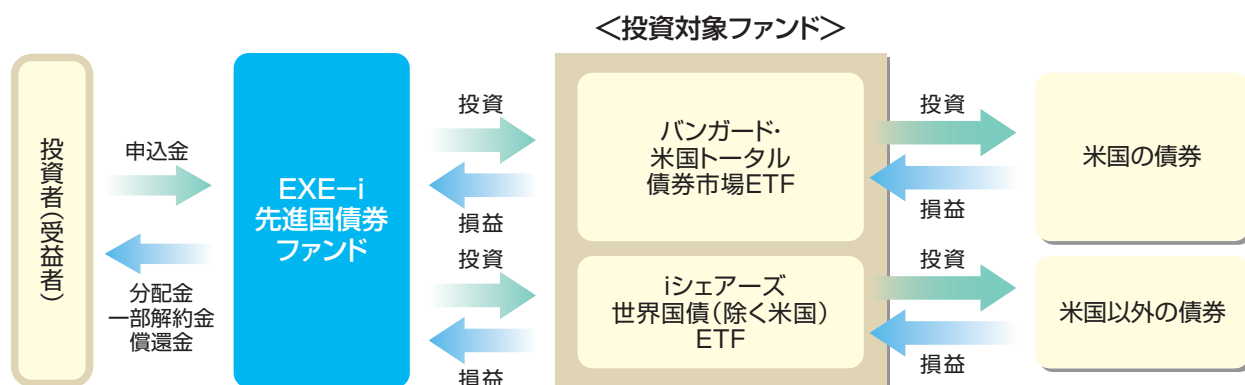 ＜投資対象ファンド＞
投資者（受益者）
申込金
分配金
一部解約金
償還金
EXE－i
先進国債券
ファンド
投資
損益
投資
損益
バンガード・
米国トータル
債券市場ETF
iシェアーズ
世界国債（除く米国）
ETF
投資
損益
投資
損益
米国の債券
米国以外の債券